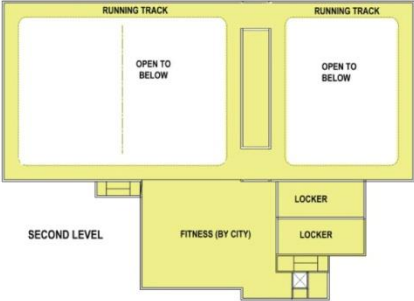 RUNNING TRACK
RUNNING TRACK
OPEN TO
BELOW
OPEN TO
BELOW
LOCKER
SECOND LEVEL
FITNESS (BY CITY)
LOCKER